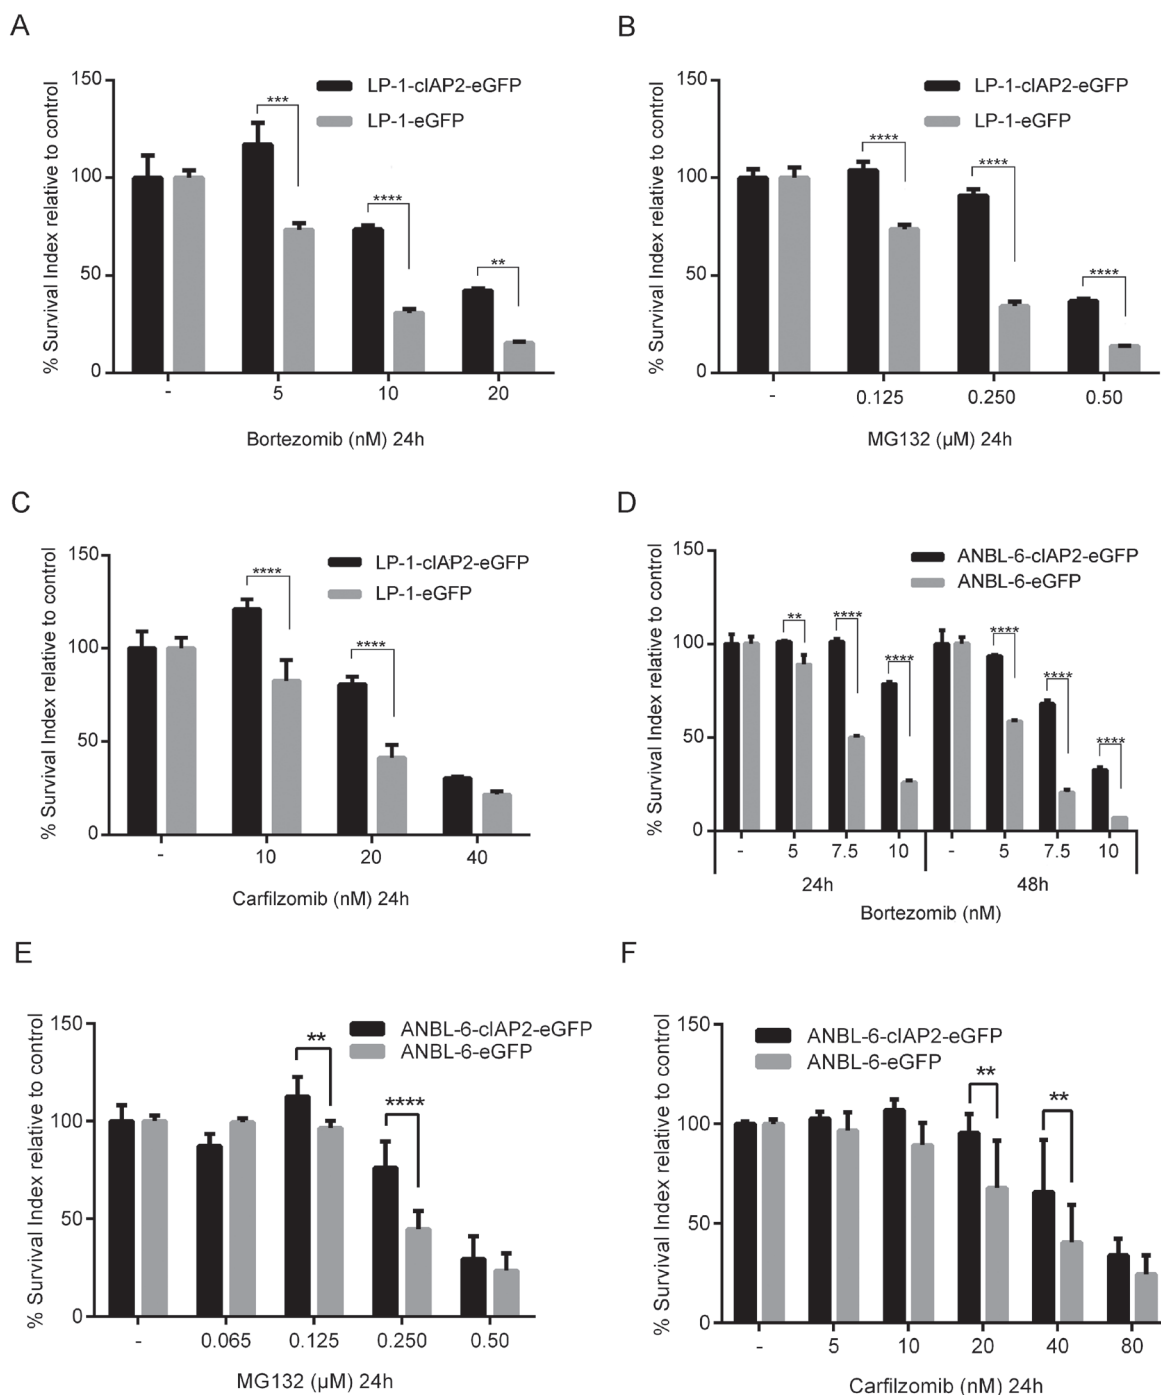 A
% Survival Index relative to control
150
100
50
0
LP-1-cIAP2-eGFP
LP-1-eGFP
***
****
**
- 5 10 20
Bortezomib (nM) 24h
B
% Survival Index relative to control
150
100
50
0
LP-1-cIAP2-eGFP
LP-1-eGFP
****
****
****
- 0.125 0.250 0.50
MG132 (µM) 24h
C
% Survival Index relative to control
150
100
50
0
LP-1-cIAP2-eGFP
LP-1-eGFP
****
****
- 10 20 40
Carfilzomib (nM) 24h
D
% Survival Index relative to control
150
100
50
0
ANBL-6-cIAP2-eGFP
ANBL-6-eGFP
**
****
****
****
****
****
- 5 7.5 10 - 5 7.5 10
24h 48h
Bortezomib (nM)
E
% Survival Index relative to control
150
100
50
0
ANBL-6-cIAP2-eGFP
ANBL-6-eGFP
**
****
- 0.065 0.125 0.250 0.50
MG132 (µM) 24h
F
% Survival Index relative to control
150
100
50
0
ANBL-6-cIAP2-eGFP
ANBL-6-eGFP
**
**
- 5 10 20 40 80
Carfilzomib (nM) 24h